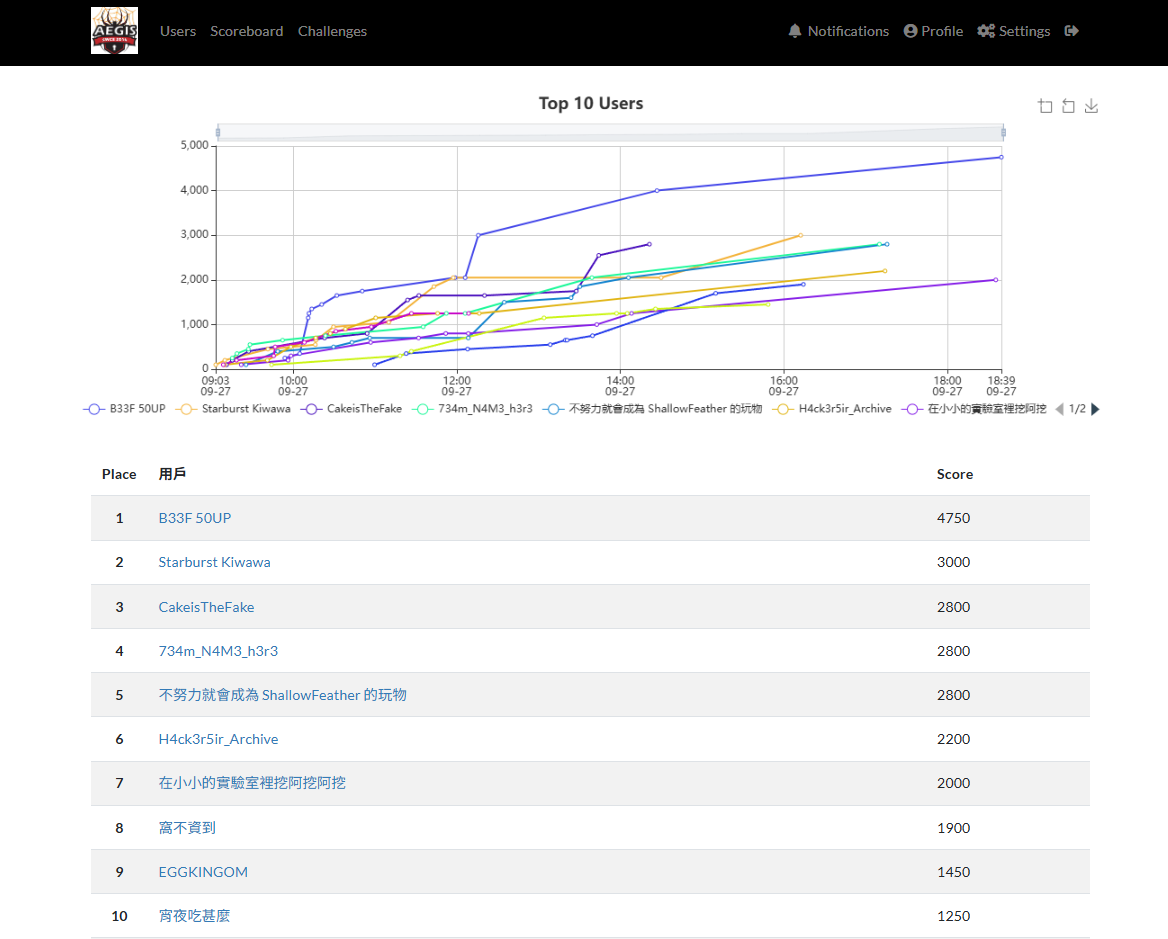 AEGIS
SINCE 2014
Users Scoreboard Challenges
Notifications Profile Settings
Top 10 Users
5,000
4,000
3,000
2,000
1,000
0
09:03 10:00 12:00 14:00 16:00 18:00 18:39
09-27 09-27 09-27 09-27 09-27 09-27 09-27
B33F 50UP Starburst Kiwawa CakeisTheFake 734m_N4M3_h3r3 不努力就會成為 ShallowFeather 的玩物 H4ck3r5ir_Archive 在小小的實驗室裡挖阿挖阿挖 1/2
Place 用戶 Score
1 B33F 50UP 4750
2 Starburst Kiwawa 3000
3 CakeisTheFake 2800
4 734m_N4M3_h3r3 2800
5 不努力就會成為 ShallowFeather 的玩物 2800
6 H4ck3r5ir_Archive 2200
7 在小小的實驗室裡挖阿挖阿挖 2000
8 窩不資到 1900
9 EGGKINGOM 1450
10 宵夜吃甚麼 1250